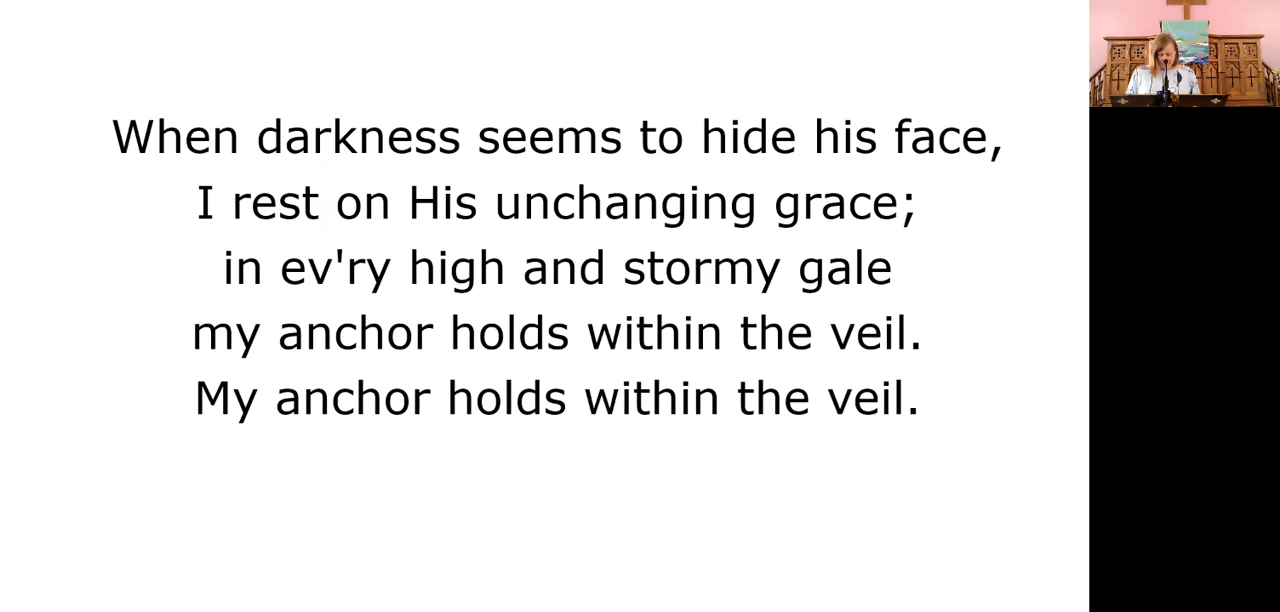 When darkness seems to hide his face,
I rest on His unchanging grace;
in ev'ry high and stormy gale
my anchor holds within the veil.
My anchor holds within the veil.